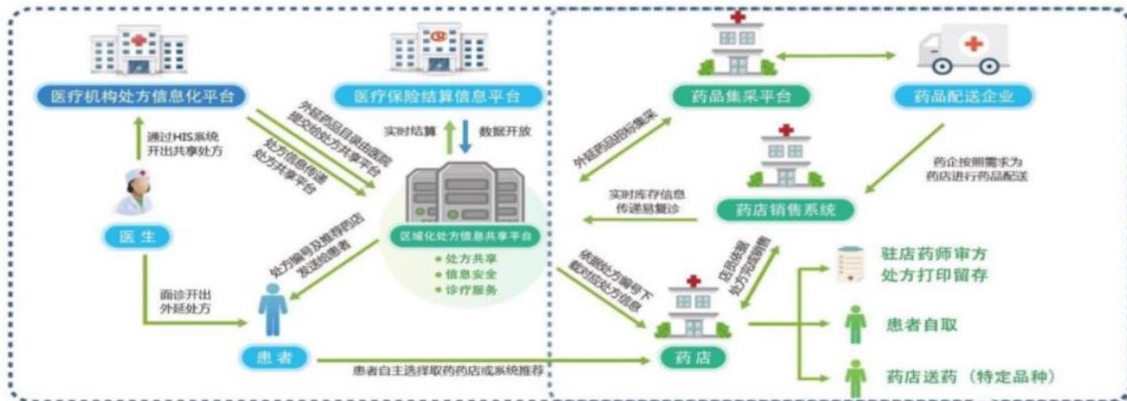 医疗机构处方信息化平台
医疗保险结算信息平台
药品集采平台
药品配送企业
通过HIS系统
开出共享处方
外延药品目录由医院
提交给处方共享平台
处方信息传递
处方共享平台
实时结算
数据开放
外延药品招标集采
药企按照需求为
药店进行药品配送
医生
处方编号及推荐药店
发送给患者
区域化处方信息共享平台
处方共享
信息安全
诊疗服务
实时库存信息
传递易复诊
药店销售系统
依据处方编号下
载对应处方信息
店员依据
处方完成销售
驻店药师审方
处方打印留存
面诊开出
外延处方
患者自取
患者
患者自主选择取药药店或系统推荐
药店
药店送药（特定品种）